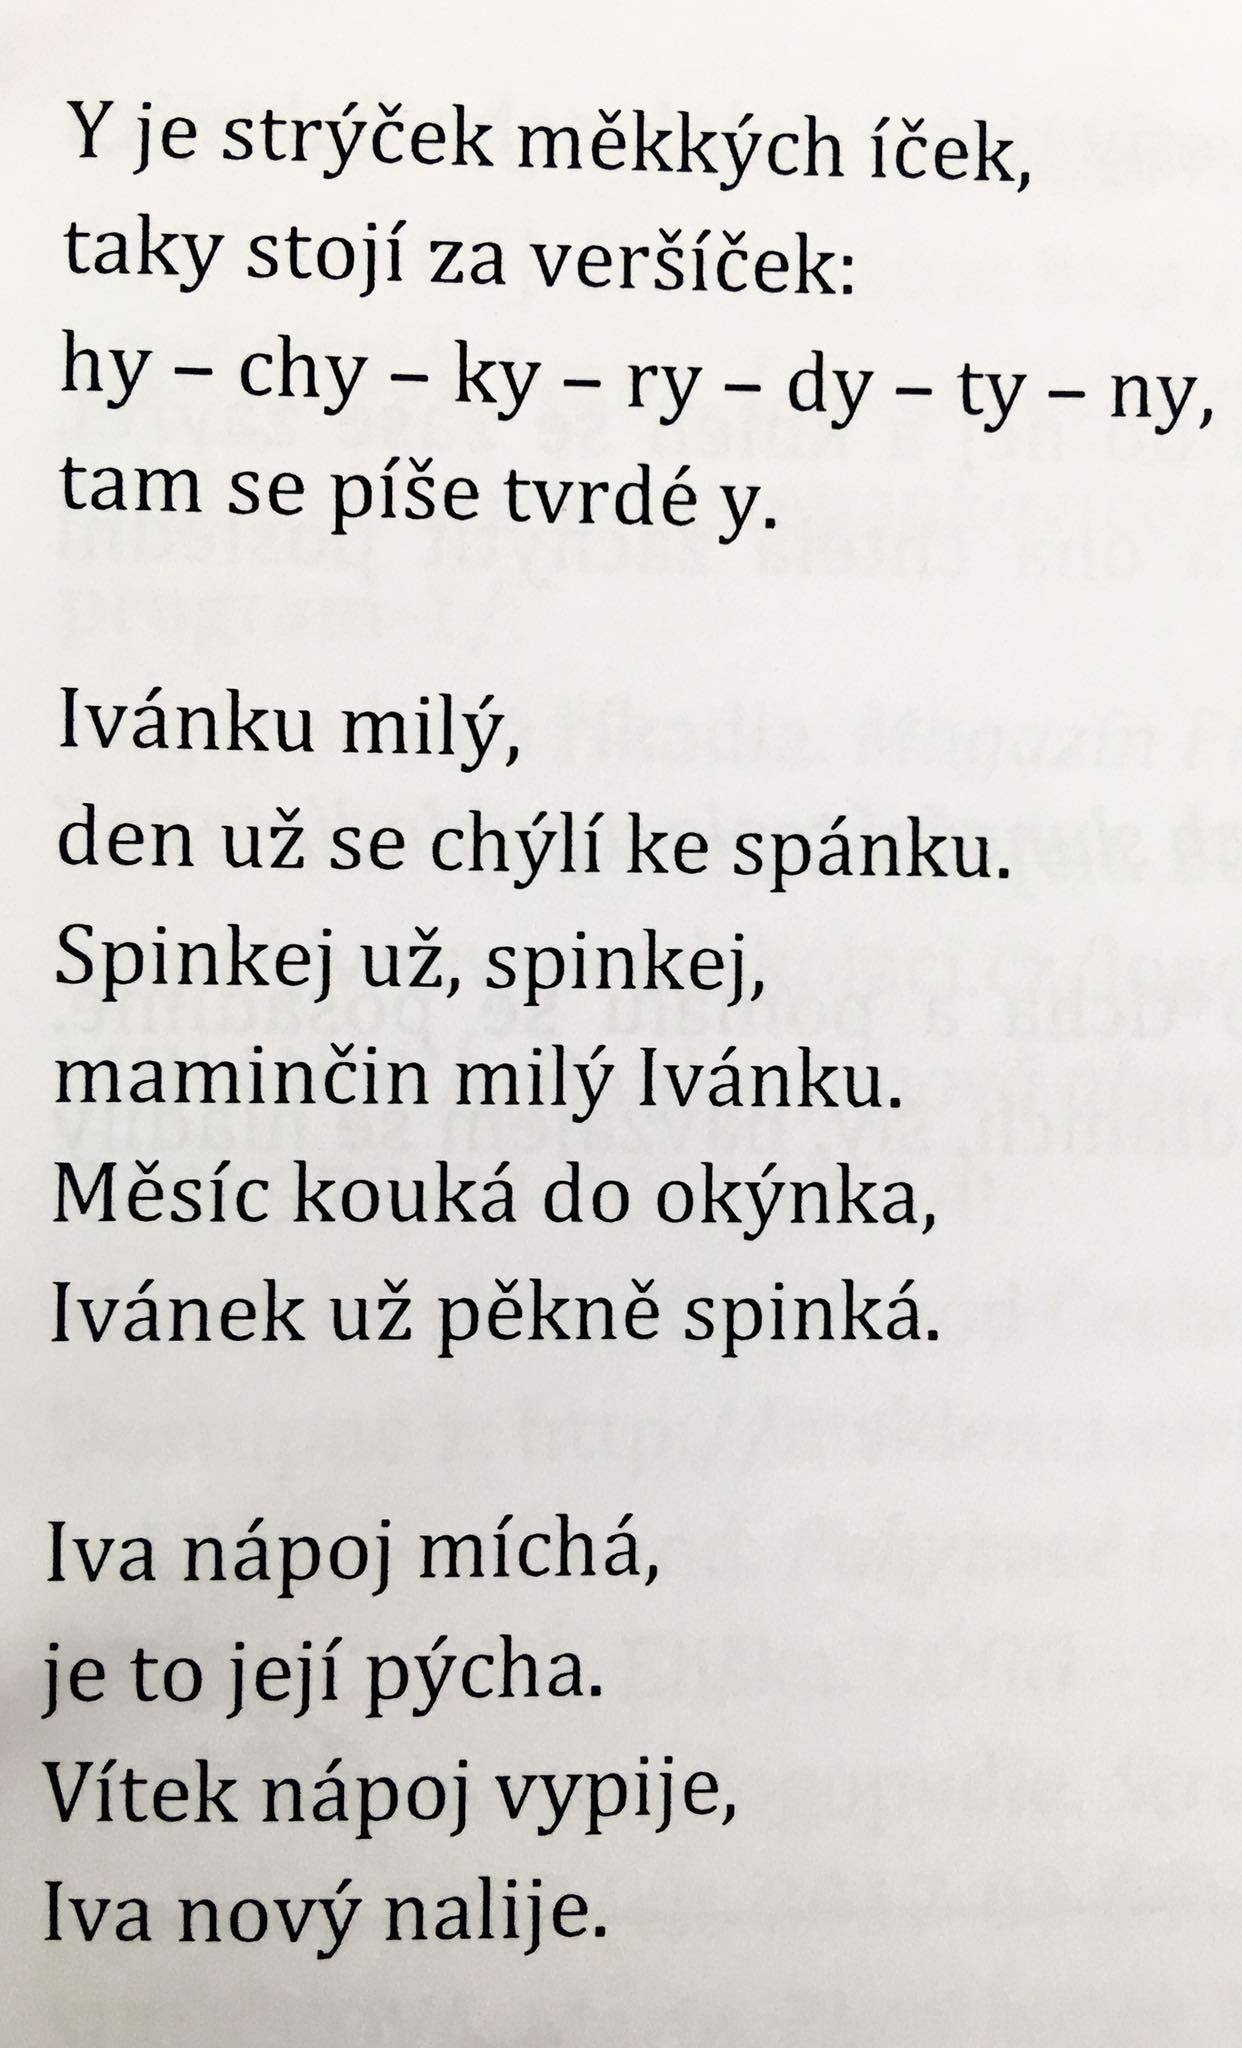 Y je strýček měkkých íček,
taky stojí za veršíček:
hy – chy – ky – ry – dy – ty – ny,
tam se píše tvrdé y.
Ivánku milý,
den už se chýlí ke spánku.
Spinkej už, spinkej,
maminčin milý Ivánku.
Měsíc kouká do okýnka,
Ivánek už pěkně spinká.
Iva nápoj míchá,
je to její pýcha.
Vítek nápoj vypije,
Iva nový nalije.